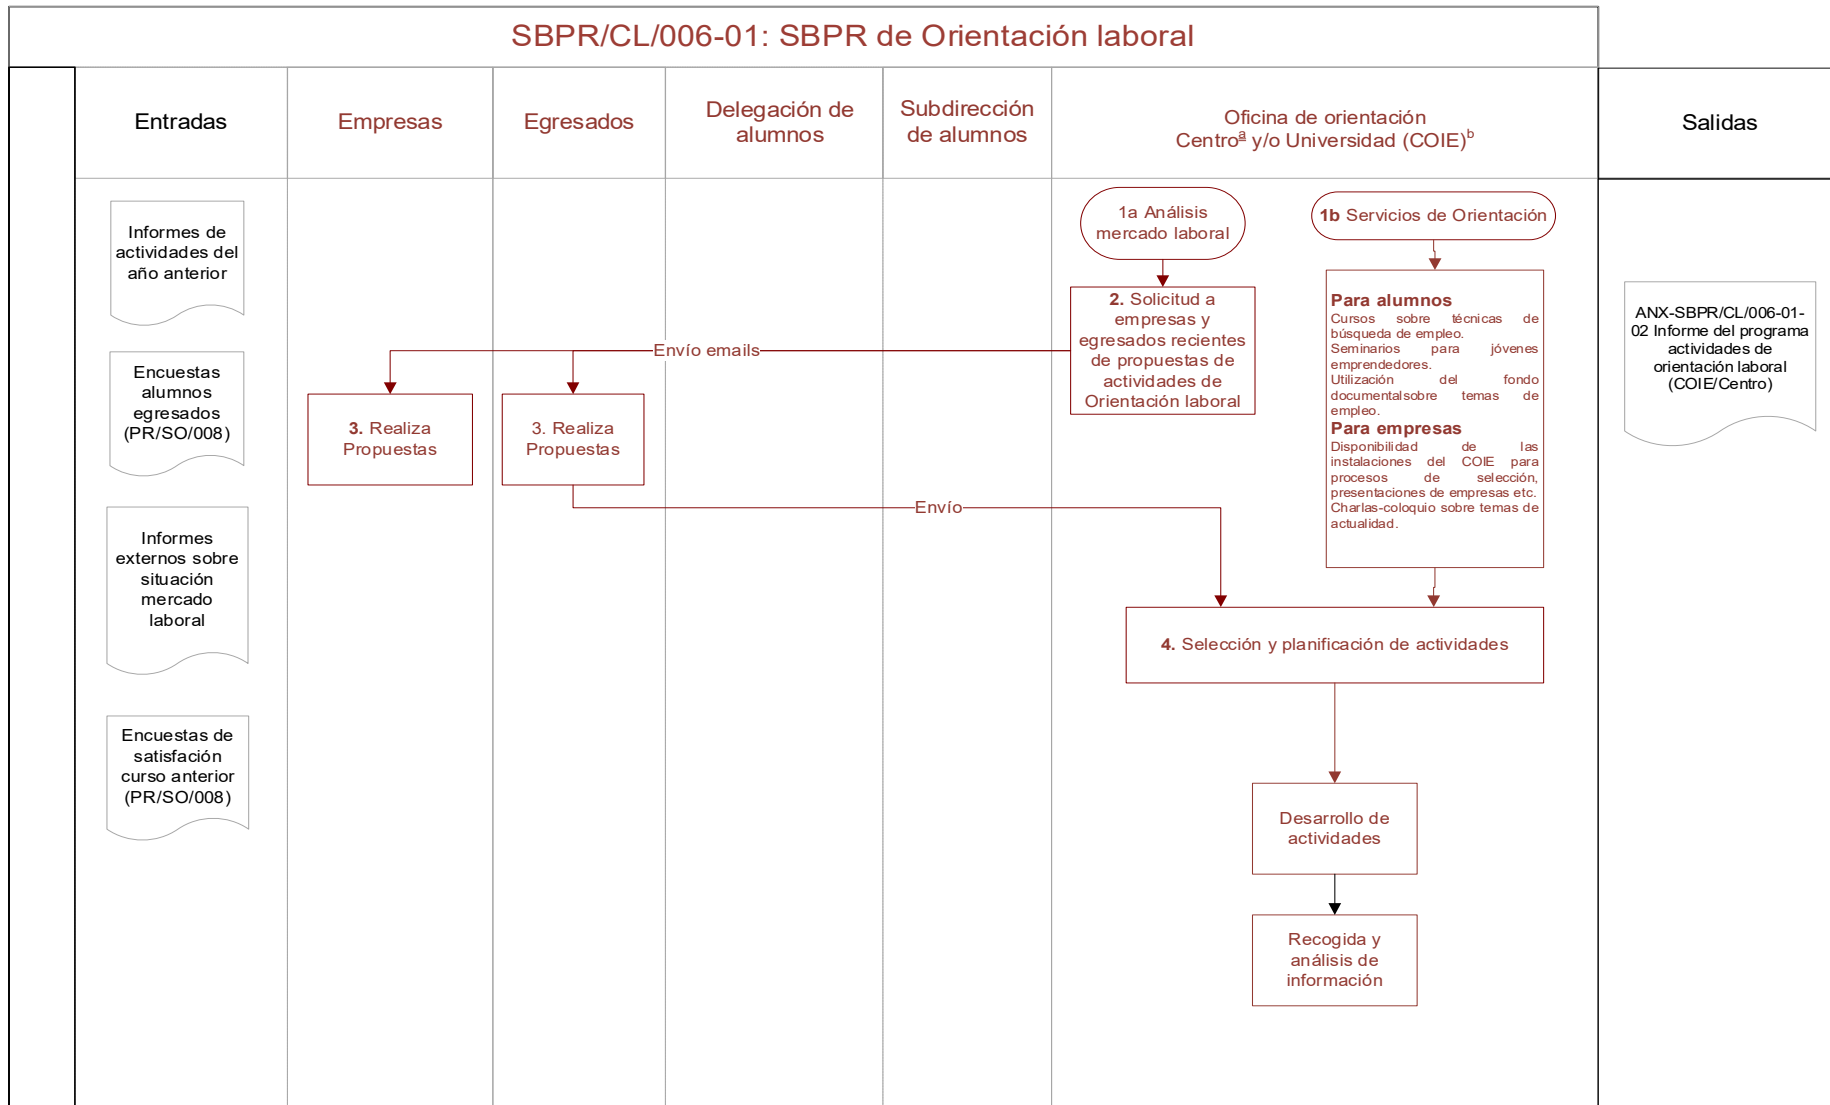 SBPR/CL/006-01: SBPR de Orientación laboral
Entradas
Empresas
Egresados
Delegación de
alumnos
Subdirección
de alumnos
Oficina de orientación
Centroª y/o Universidad (COIE)ᵇ
Salidas
Informes de
actividades del
año anterior
Encuestas
alumnos
egresados
(PR/SO/008)
Informes
externos sobre
situación
mercado
laboral
Encuestas de
satisfación
curso anterior
(PR/SO/008)
1a Análisis
mercado laboral
1b Servicios de Orientación
2. Solicitud a
empresas y
egresados recientes
de propuestas de
actividades de
Orientación laboral
Envío emails
3. Realiza
Propuestas
3. Realiza
Propuestas
Envío
Para alumnos
Cursos sobre técnicas de
búsqueda de empleo.
Seminarios para jóvenes
emprendedores.
Utilización del fondo
documentalsobre temas de
empleo.
Para empresas
Disponibilidad de las
instalaciones del COIE para
procesos de selección,
presentaciones de empresas etc.
Charlas-coloquio sobre temas de
actualidad.
4. Selección y planificación de actividades
Desarrollo de
actividades
Recogida y
análisis de
información
ANX-SBPR/CL/006-01-
02 Informe del programa
actividades de
orientación laboral
(COIE/Centro)